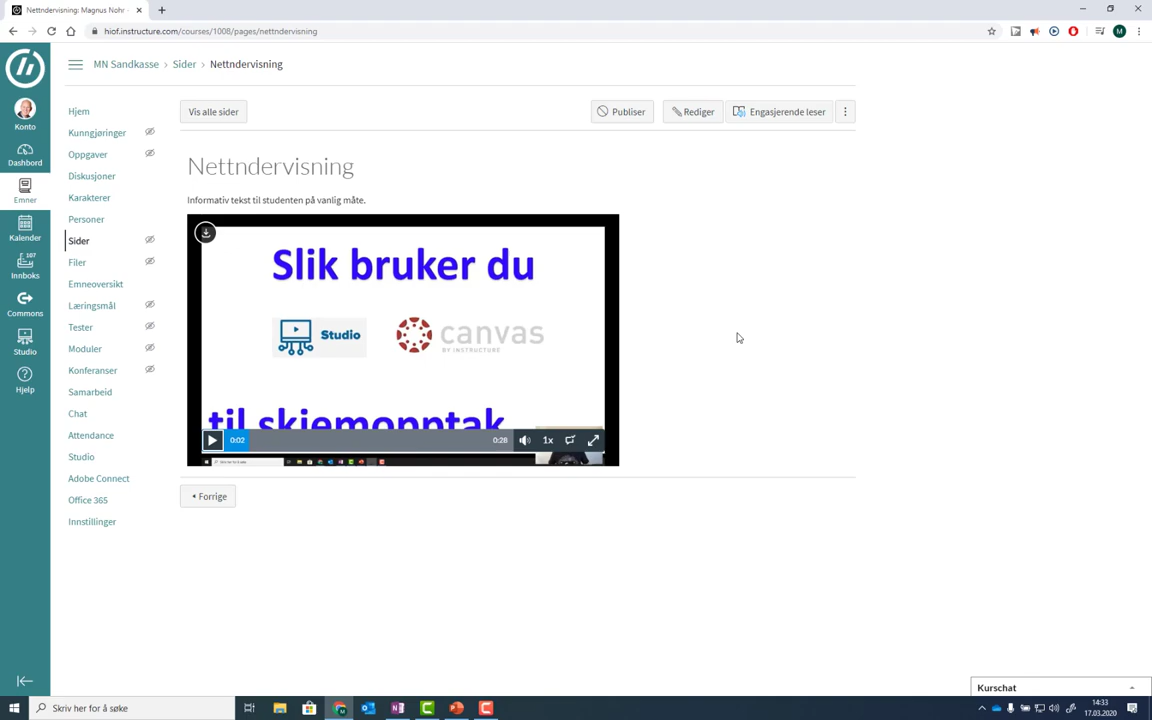 Nettndervisning: Magnus Nohr
hiof.instructure.com/courses/1008/pages/nettndervisning
M
MN Sandkasse › Sider › Nettndervisning
Konto
Dashbord
Emner
Kalender
107
Innboks
Commons
Studio
Hjelp
Hjem
Kunngjøringer
Oppgaver
Diskusjoner
Karakterer
Personer
Sider
Filer
Emneoversikt
Læringsmål
Tester
Moduler
Konferanser
Samarbeid
Chat
Attendance
Studio
Adobe Connect
Office 365
Innstillinger
Vis alle sider
Publiser
Rediger
Engasjerende leser
Nettndervisning
Informativ tekst til studenten på vanlig måte.
Slik bruker du
Studio
canvas
BY INSTRUCTURE
til skjemopptak
0:02
0:28
1x
Forrige
Kurschat
Skriv her for å søke
14:33
17.03.2020